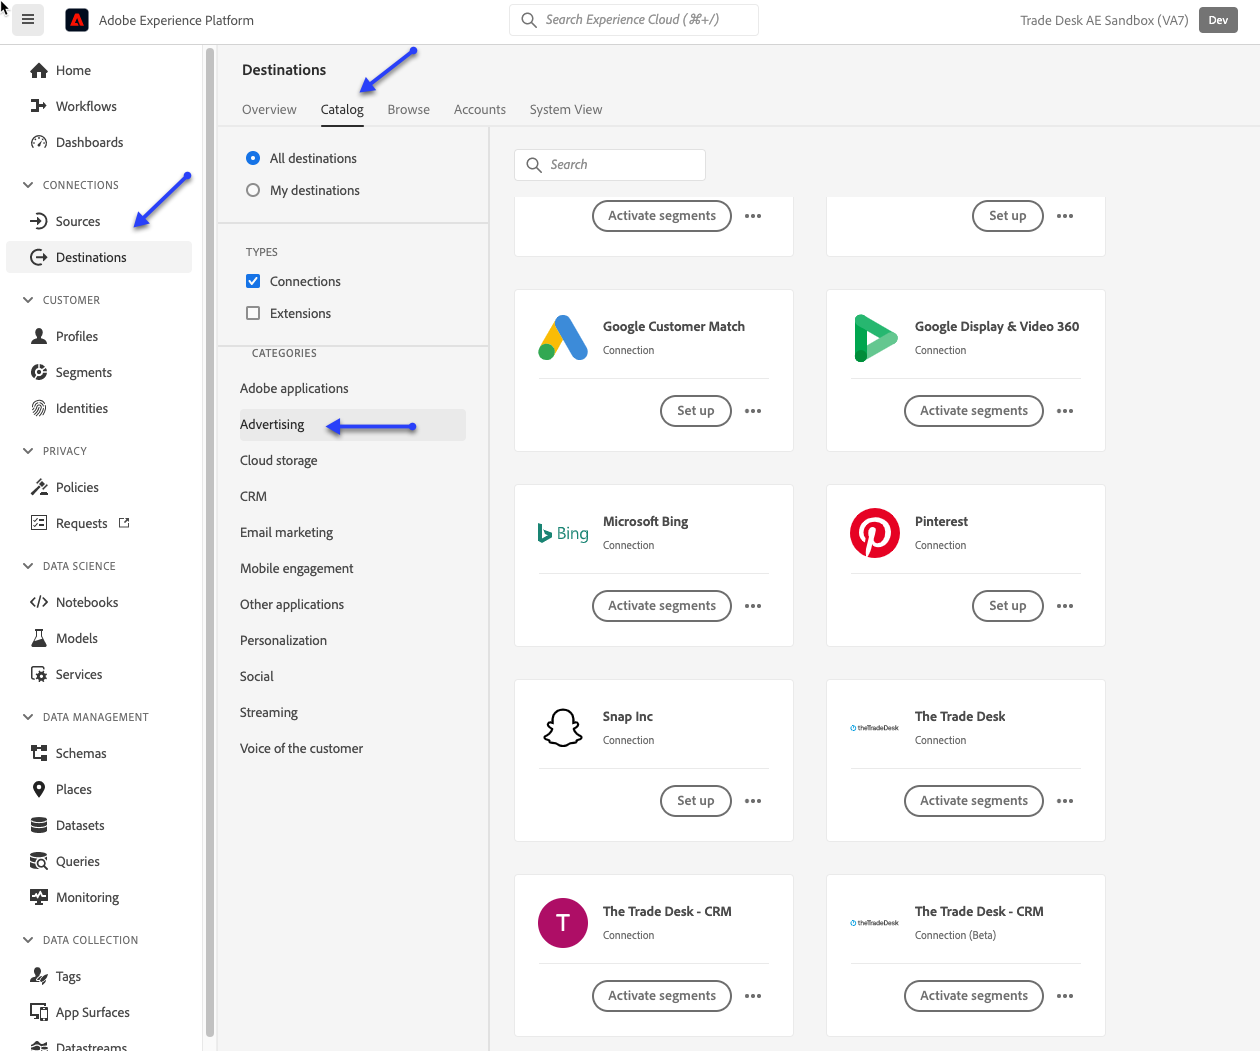 Adobe Experience Platform
Search Experience Cloud (⌘+/)
Trade Desk AE Sandbox (VA7)
Dev
Home
Workflows
Dashboards
CONNECTIONS
Sources
Destinations
CUSTOMER
Profiles
Segments
Identities
PRIVACY
Policies
Requests
DATA SCIENCE
Notebooks
Models
Services
DATA MANAGEMENT
Schemas
Places
Datasets
Queries
Monitoring
DATA COLLECTION
Tags
App Surfaces
Datastreams
Destinations
Overview
Catalog
Browse
Accounts
System View
All destinations
My destinations
TYPES
Connections
Extensions
CATEGORIES
Adobe applications
Advertising
Cloud storage
CRM
Email marketing
Mobile engagement
Other applications
Personalization
Social
Streaming
Voice of the customer
Search
Activate segments
Set up
Google Customer Match
Connection
Set up
Google Display & Video 360
Connection
Activate segments
Bing
Microsoft Bing
Connection
Activate segments
Pinterest
Connection
Set up
Snap Inc
Connection
Set up
theTradeDesk
The Trade Desk
Connection
Activate segments
T
The Trade Desk - CRM
Connection
Activate segments
theTradeDesk
The Trade Desk - CRM
Connection (Beta)
Activate segments